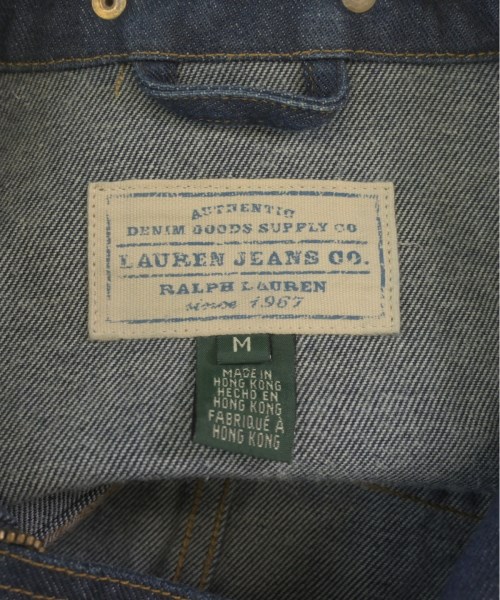 AUTHENTIC
DENIM GOODS SUPPLY CO
LAUREN JEANS CO.
RALPH LAUREN
since 1967
M
MADE IN
HONG KONG
HECHO EN
HONG KONG
FABRIQUÉ À
HONG KONG